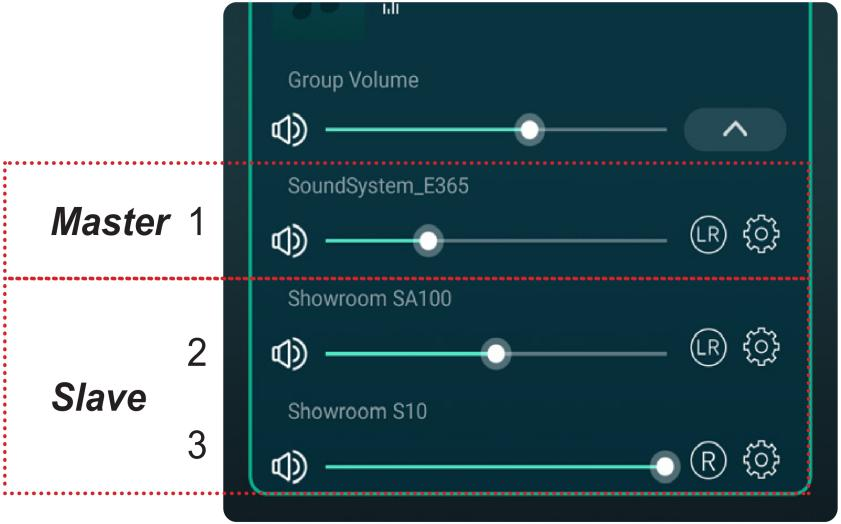 Group Volume
SoundSystem_E365
Master 1
LR
Showroom SA100
2
LR
Slave
Showroom S10
3
R